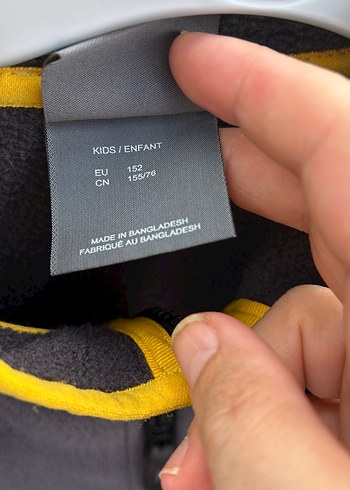 KIDS / ENFANT
EU 152
CN 155/76
MADE IN BANGLADESH
FABRIQUÉ AU BANGLADESH